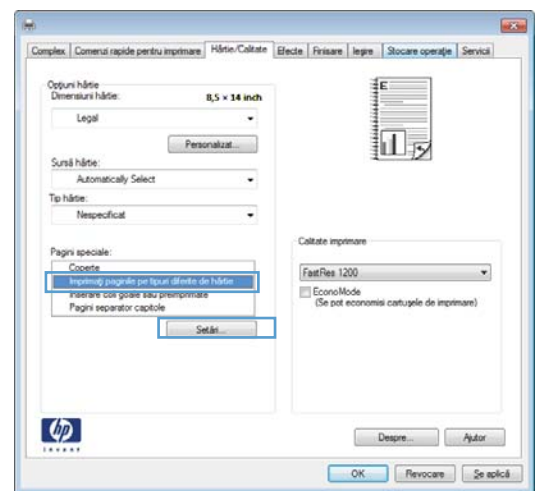 Complex Comenzi rapide pentru imprimare Hârtie/Calitate Efecte Finisare Ieşire Stocare operaţie Servicii
Opţiuni hârtie
Dimensiuni hârtie: 8,5 × 14 inch
Legal
Personalizat...
Sursă hârtie:
Automatically Select
Tip hârtie:
Nespecificat
Pagini speciale:
Coperte
Imprimaţi paginile pe tipuri diferite de hârtie
Inserare coli goale sau preimprimate
Pagini separator capitole
Setări...
E
Calitate imprimare
FastRes 1200
EconoMode
(Se pot economisi cartuşele de imprimare)
hp
invent
Despre... Ajutor
OK Revocare Se aplică